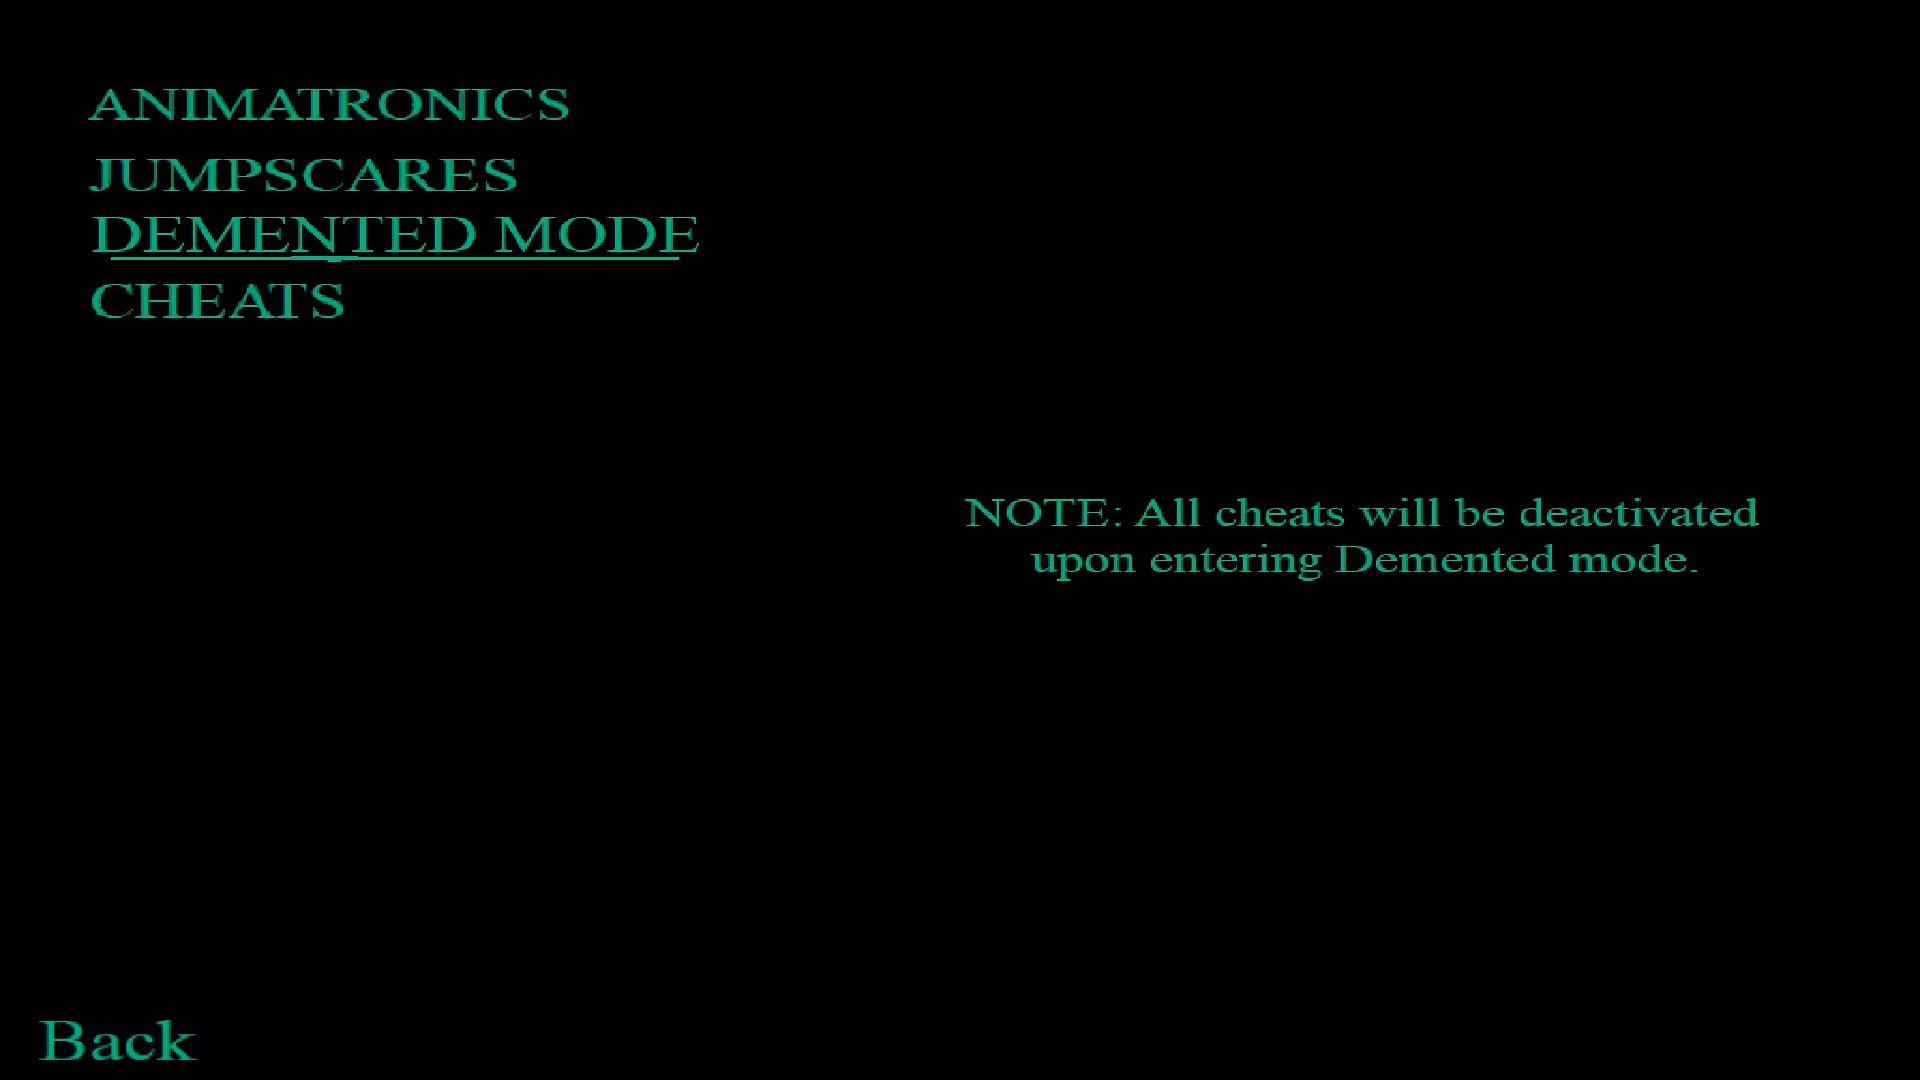 ANIMATRONICS
JUMPSCARES
DEMENTED MODE
CHEATS
NOTE: All cheats will be deactivated
upon entering Demented mode.
Back